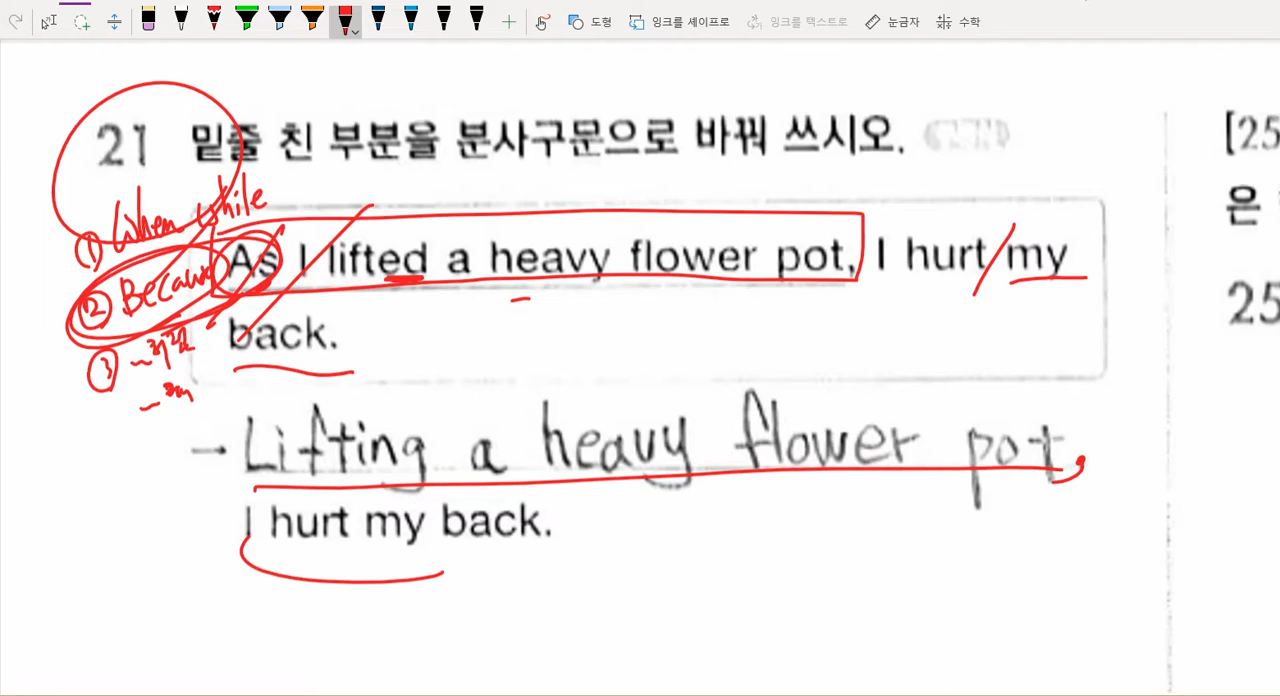 도형 잉크를 셰이프로 잉크를 텍스트로 눈금자 수학
21 밑줄 친 부분을 분사구문으로 바꿔 쓰시오.
[25
은
① When while
As I lifted a heavy flower pot, I hurt my
② Because
back.
25
③
→ Lifting a heavy flower pot,
I hurt my back.